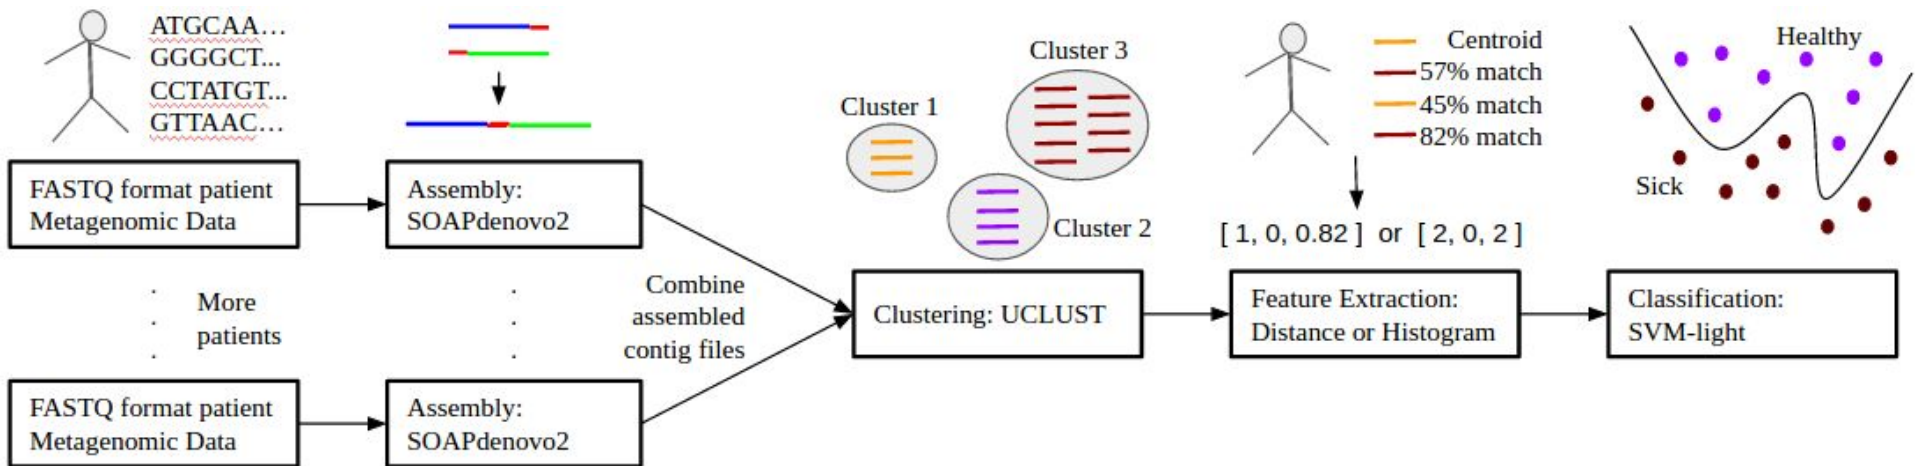 ATGCAA…
GGGGCT...
CCTATGT...
GTTAAC…
FASTQ format patient
Metagenomic Data
Assembly:
SOAPdenovo2
.
.
.
More
patients
.
.
.
Combine
assembled
contig files
FASTQ format patient
Metagenomic Data
Assembly:
SOAPdenovo2
Cluster 1
Cluster 3
Cluster 2
Clustering: UCLUST
Centroid
57% match
45% match
82% match
[ 1, 0, 0.82 ] or [ 2, 0, 2 ]
Feature Extraction:
Distance or Histogram
Healthy
Sick
Classification:
SVM-light